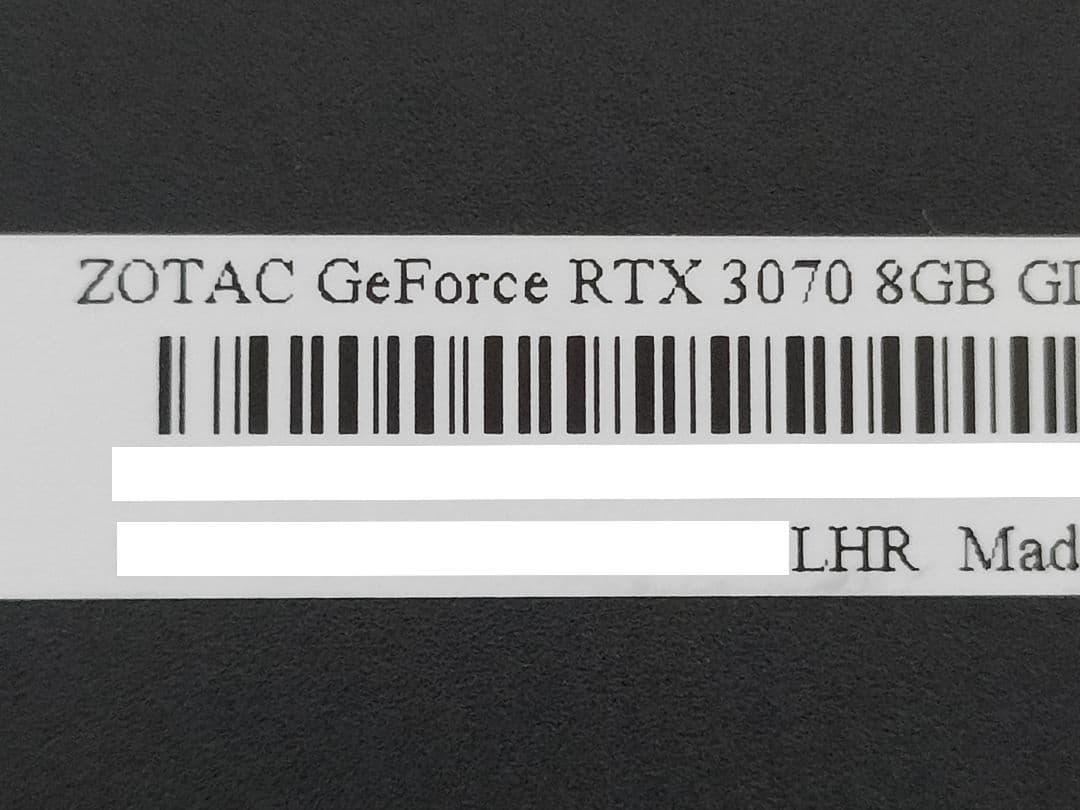 ZOTAC GeForce RTX 3070 8GB
LHR